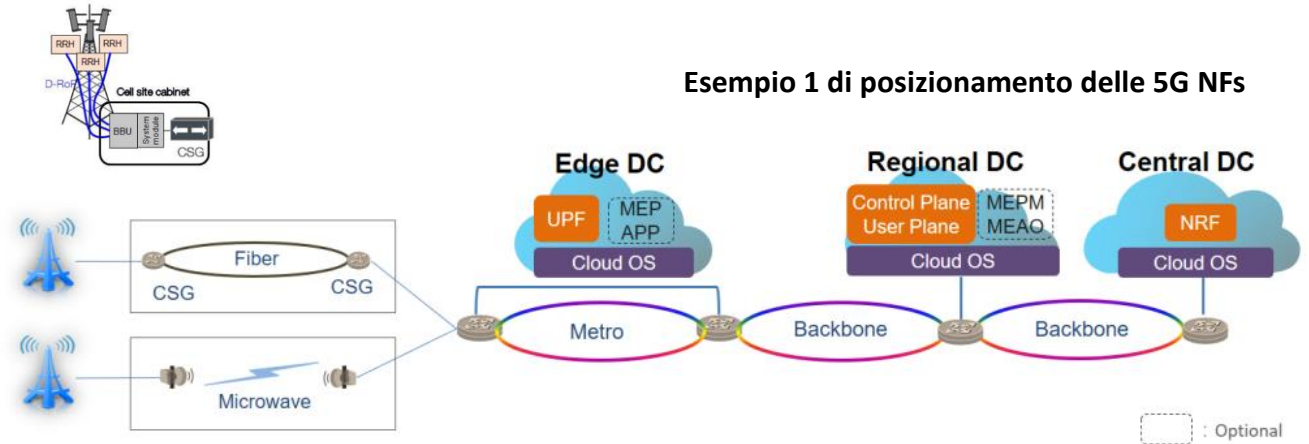 RRH
RRH
RRH
D-RoF
Cell site cabinet
BBU
System module
CSG
Esempio 1 di posizionamento delle 5G NFs
Edge DC
UPF
MEP
APP
Cloud OS
Regional DC
Control Plane
User Plane
MEPM
MEAO
Cloud OS
Central DC
NRF
Cloud OS
Fiber
CSG
CSG
Microwave
Metro
Backbone
Backbone
: Optional